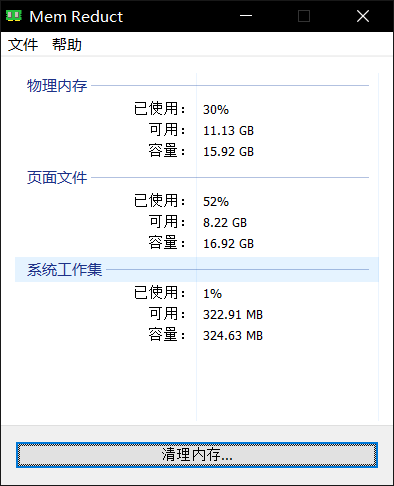 Mem Reduct
文件 帮助
物理内存
已使用： 30%
可用： 11.13 GB
容量： 15.92 GB
页面文件
已使用： 52%
可用： 8.22 GB
容量： 16.92 GB
系统工作集
已使用： 1%
可用： 322.91 MB
容量： 324.63 MB
清理内存...